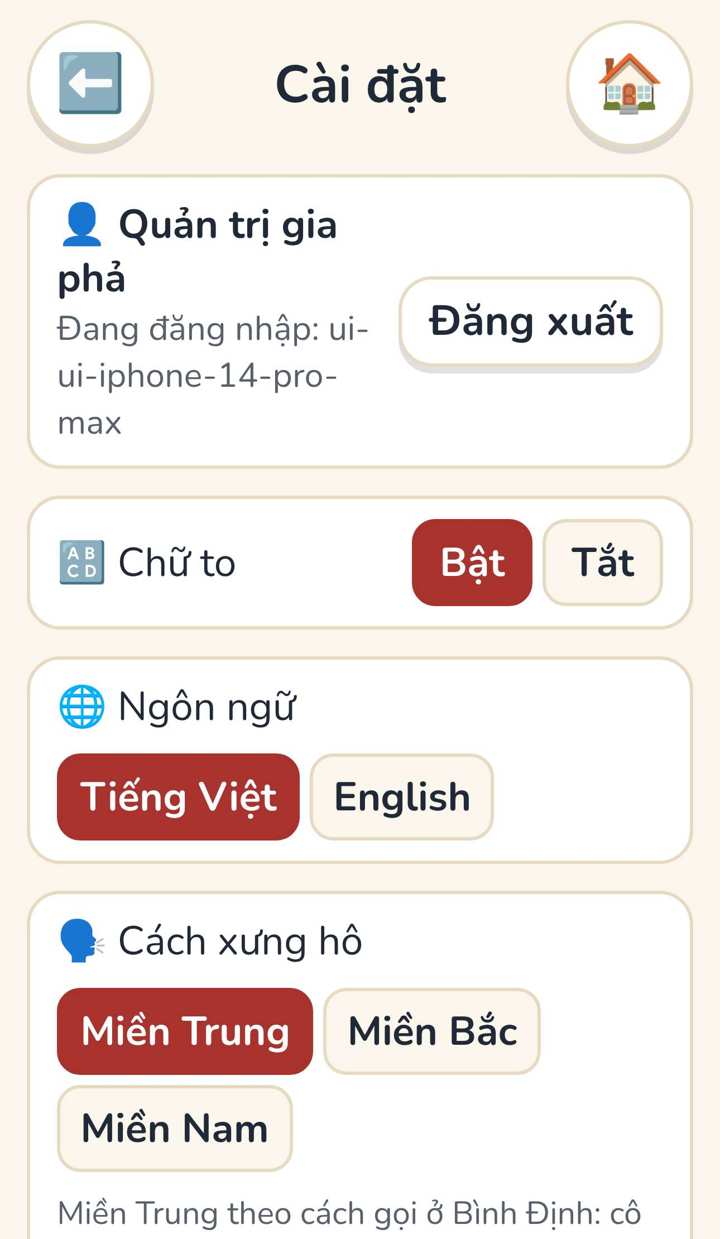 Cài đặt
Quản trị gia
phả
Đang đăng nhập: ui-
ui-iphone-14-pro-
max
Đăng xuất
Chữ to
Bật
Tắt
Ngôn ngữ
Tiếng Việt
English
Cách xưng hô
Miền Trung
Miền Bắc
Miền Nam
Miền Trung theo cách gọi ở Bình Định: cô